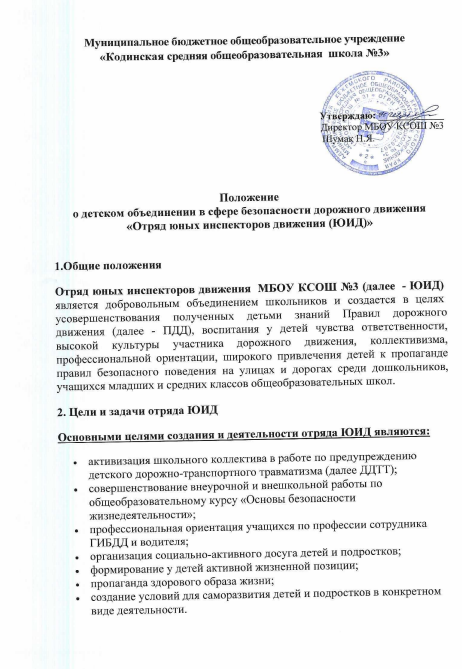 Муниципальное бюджетное общеобразовательное учреждение
«Кодинская средняя общеобразовательная школа №3»
Утверждаю:
Директор МБОУ КСОШ №3
Шумак Н.Я.
Положение
о детском объединении в сфере безопасности дорожного движения
«Отряд юных инспекторов движения (ЮИД)»
1.Общие положения
Отряд юных инспекторов движения МБОУ КСОШ №3 (далее - ЮИД)
является добровольным объединением школьников и создается в целях
усовершенствования полученных детьми знаний Правил дорожного
движения (далее - ПДД), воспитания у детей чувства ответственности,
высокой культуры участника дорожного движения, коллективизма,
профессиональной ориентации, широкого привлечения детей к пропаганде
правил безопасного поведения на улицах и дорогах среди дошкольников,
учащихся младших и средних классов общеобразовательных школ.
2. Цели и задачи отряда ЮИД
Основными целями создания и деятельности отряда ЮИД являются:
• активизация школьного коллектива в работе по предупреждению
детского дорожно-транспортного травматизма (далее ДДТТ);
• совершенствование внеурочной и внешкольной работы по
общеобразовательному курсу «Основы безопасности
жизнедеятельности»;
• профессиональная ориентация учащихся по профессии сотрудника
ГИБДД и водителя;
• организация социально-активного досуга детей и подростков;
• формирование у детей активной жизненной позиции;
• пропаганда здорового образа жизни;
• создание условий для саморазвития детей и подростков в конкретном
виде деятельности.